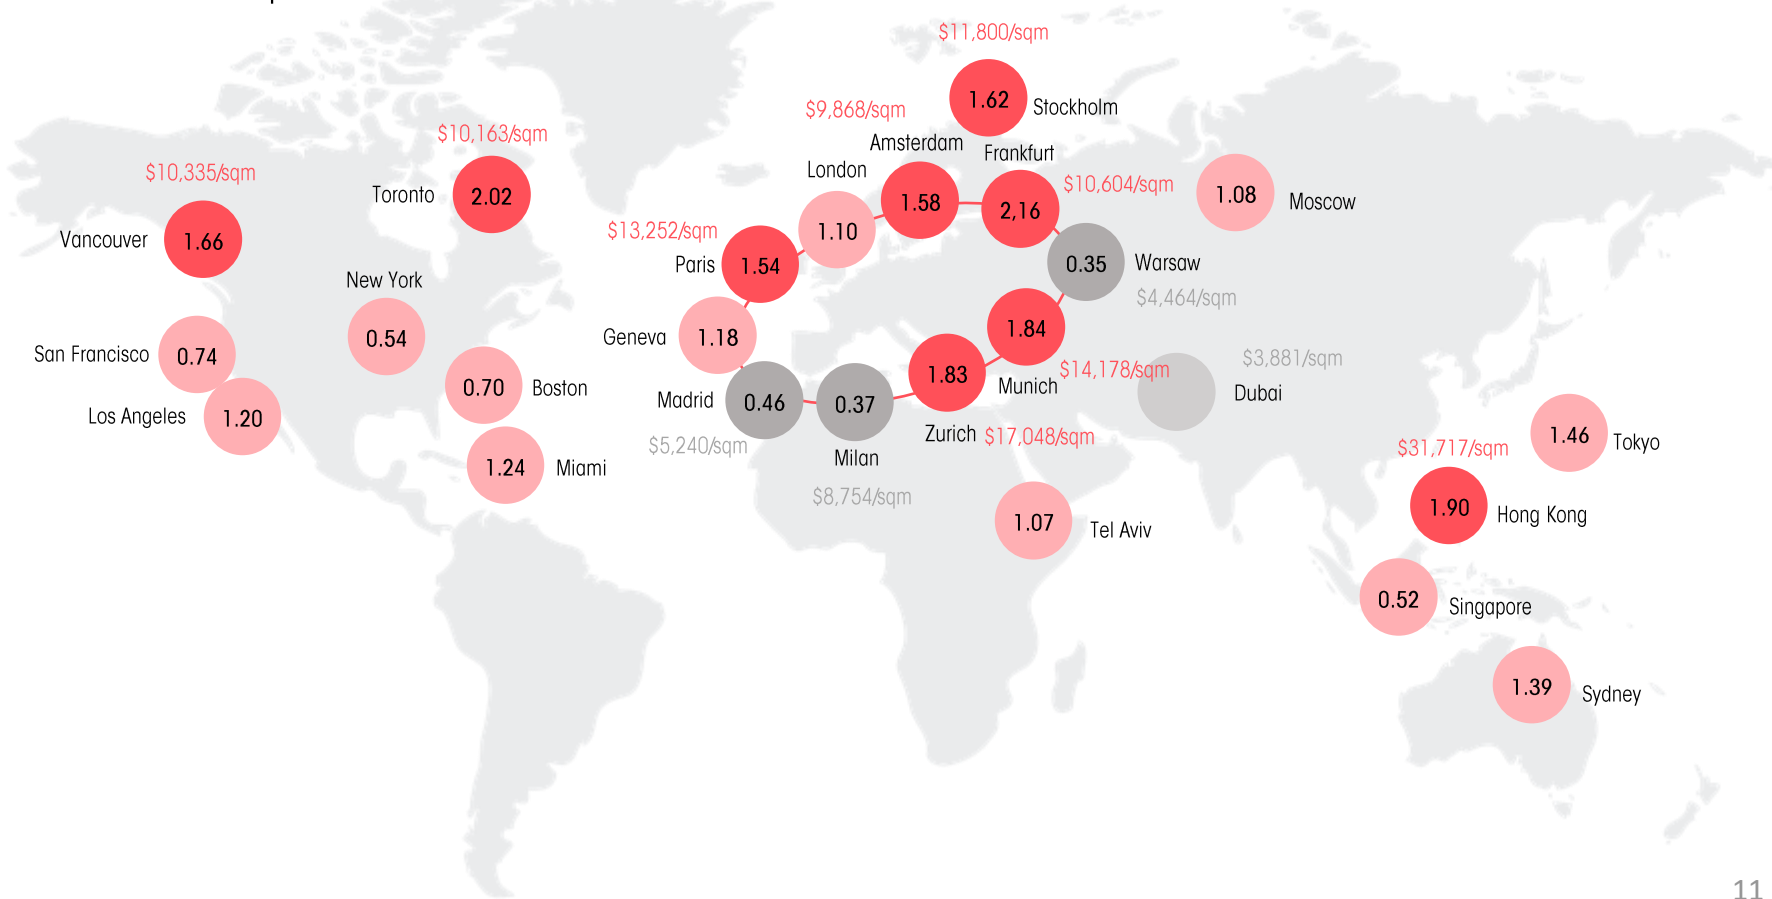 $11,800/sqm
1.62
Stockholm
$9,868/sqm
Amsterdam
1.58
$10,163/sqm
Toronto
2.02
Frankfurt
2,16
$10,604/sqm
London
1.10
$10,335/sqm
Vancouver
1.66
1.08
Moscow
$13,252/sqm
Paris
1.54
0.35
Warsaw
$4,464/sqm
New York
0.54
Geneva
1.18
1.84
Munich
$14,178/sqm
San Francisco
0.74
Los Angeles
1.20
0.70
Boston
$3,881/sqm
Dubai
Madrid
0.46
$5,240/sqm
0.37
Milan
$8,754/sqm
1.83
Zurich
$17,048/sqm
1.24
Miami
1.46
Tokyo
$31,717/sqm
1.90
Hong Kong
1.07
Tel Aviv
0.52
Singapore
1.39
Sydney
11